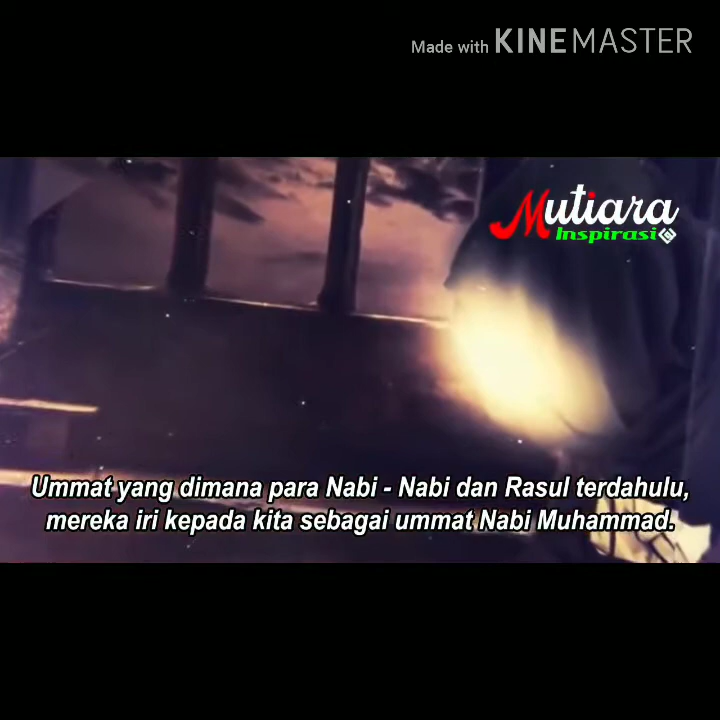 Made with KINEMASTER
Mutiara
Inspirasi
Ummat yang dimana para Nabi - Nabi dan Rasul terdahulu,
mereka iri kepada kita sebagai ummat Nabi Muhammad.